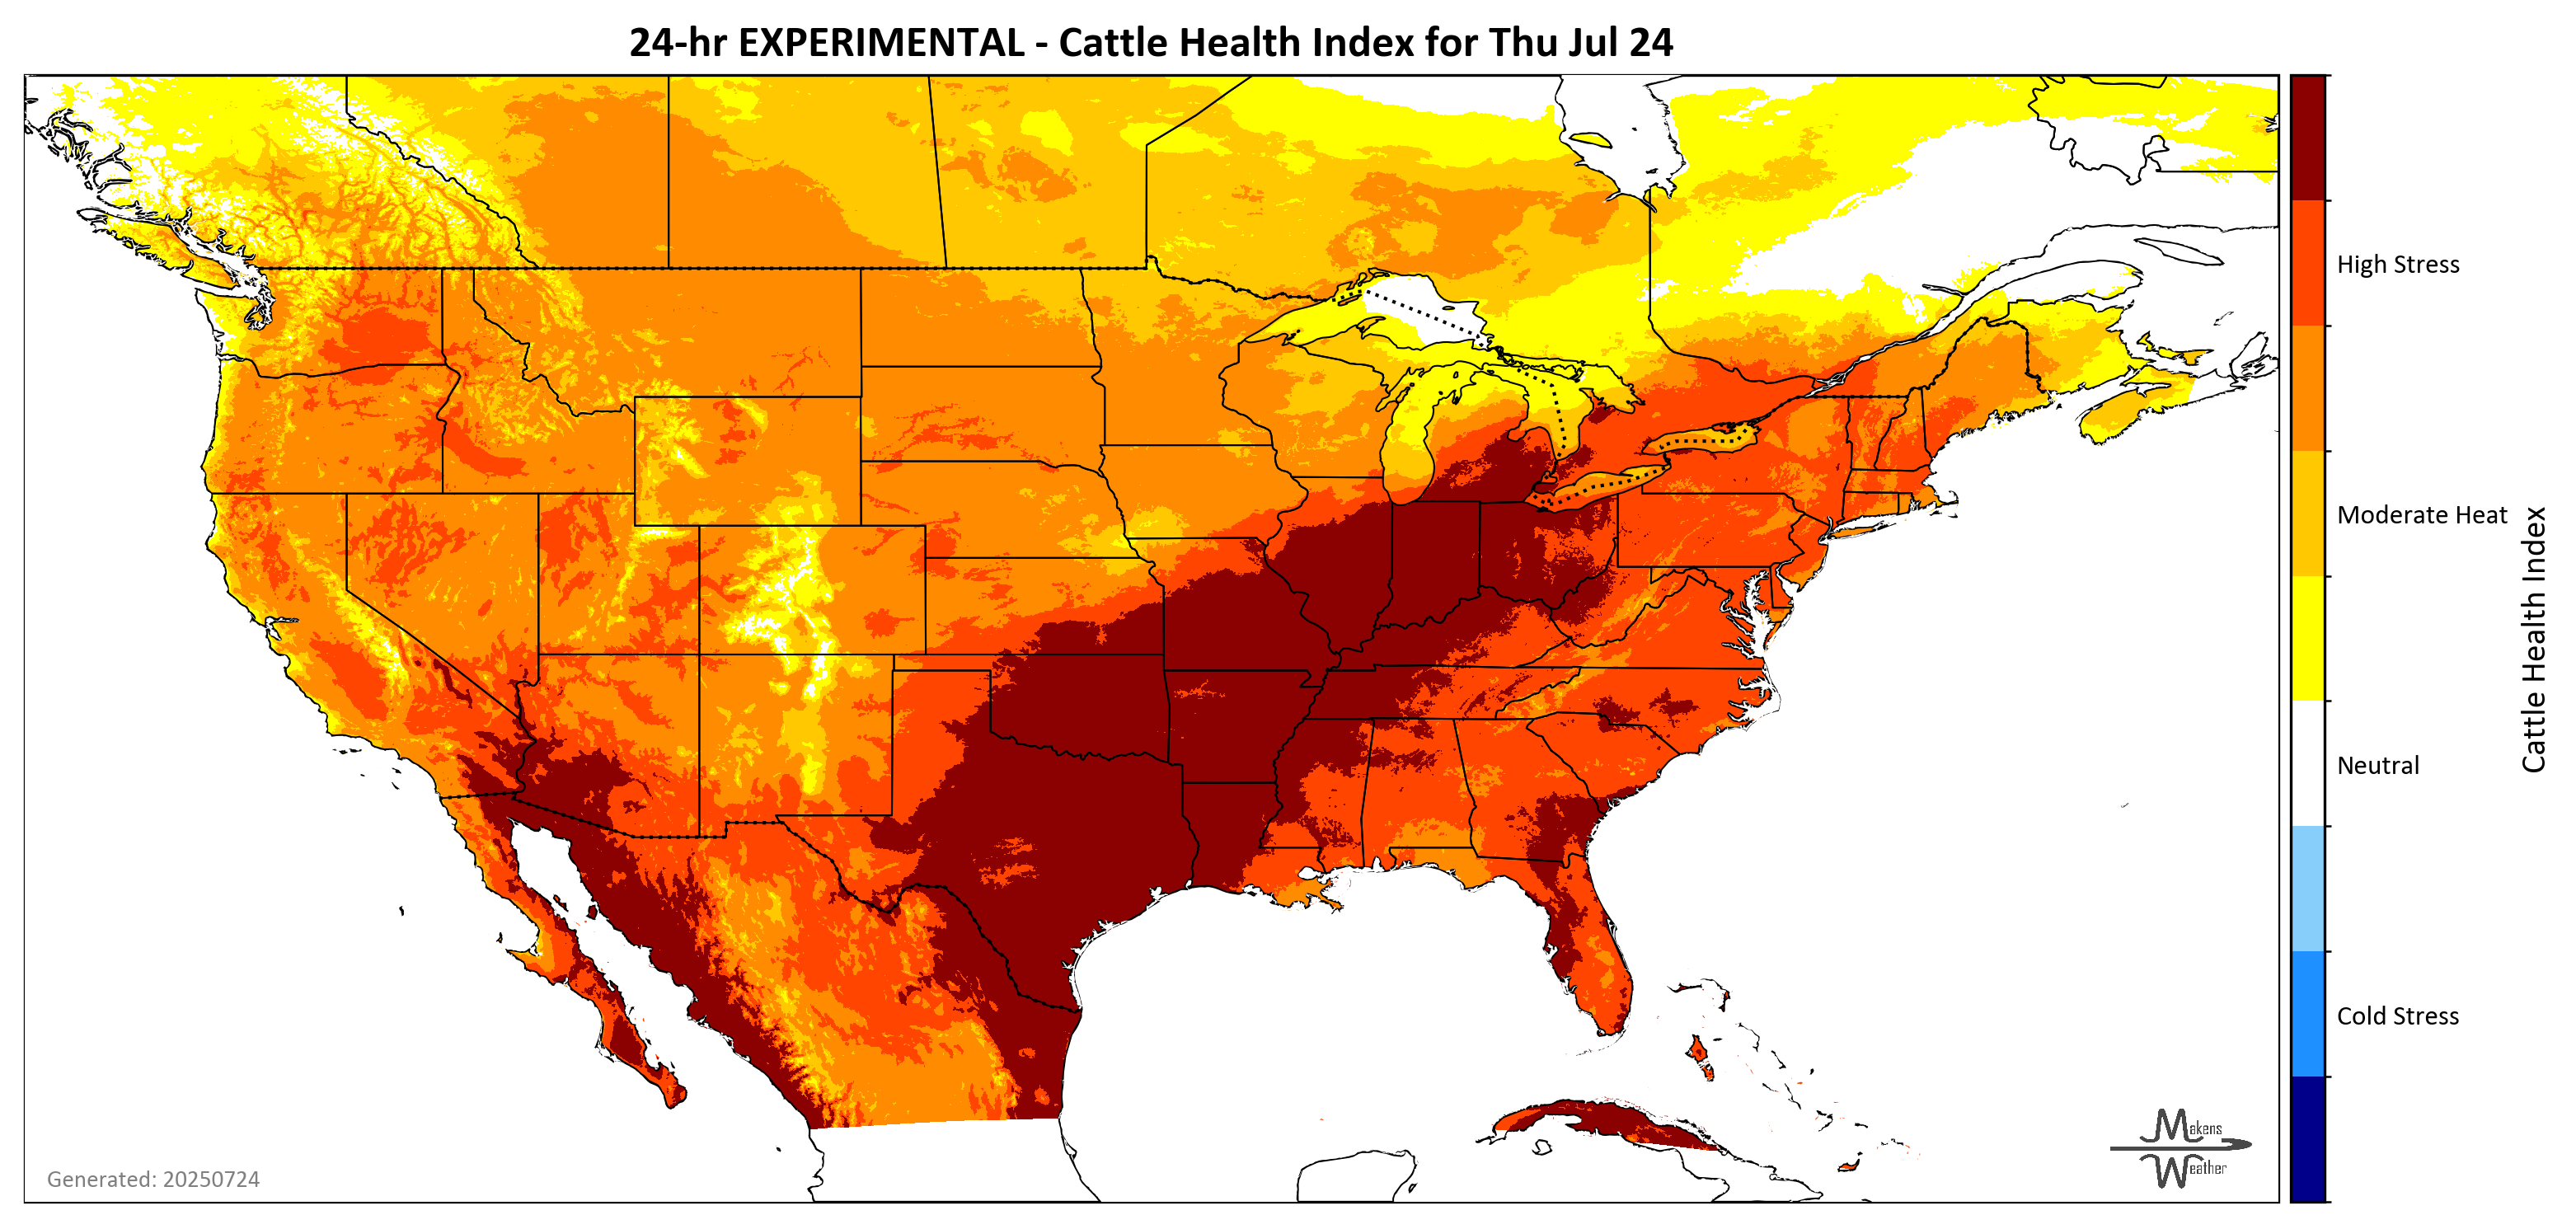 24-hr EXPERIMENTAL - Cattle Health Index for Thu Jul 24
High Stress
Moderate Heat
Neutral
Cold Stress
Cattle Health Index
Generated: 20250724
Makens
Weather